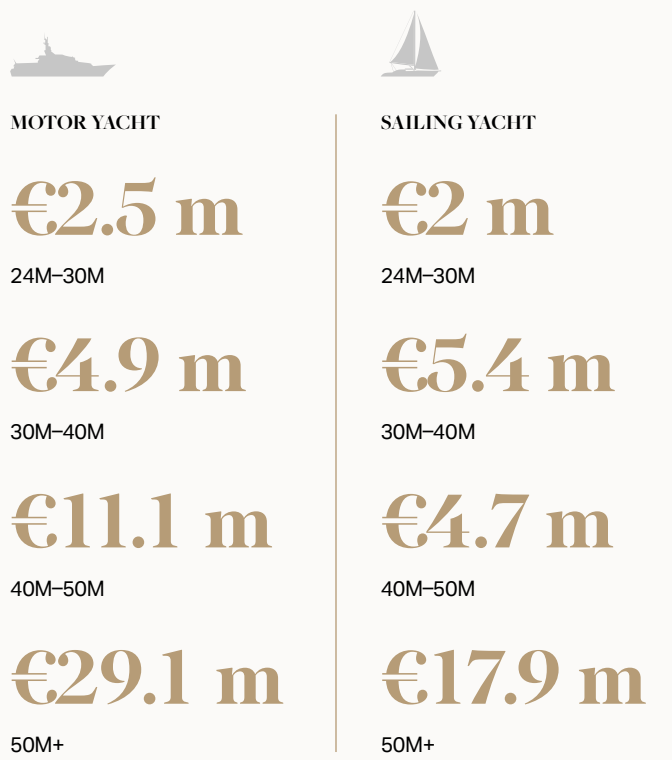 MOTOR YACHT
€2.5 m
24M–30M
€4.9 m
30M–40M
€11.1 m
40M–50M
€29.1 m
50M+
SAILING YACHT
€2 m
24M–30M
€5.4 m
30M–40M
€4.7 m
40M–50M
€17.9 m
50M+